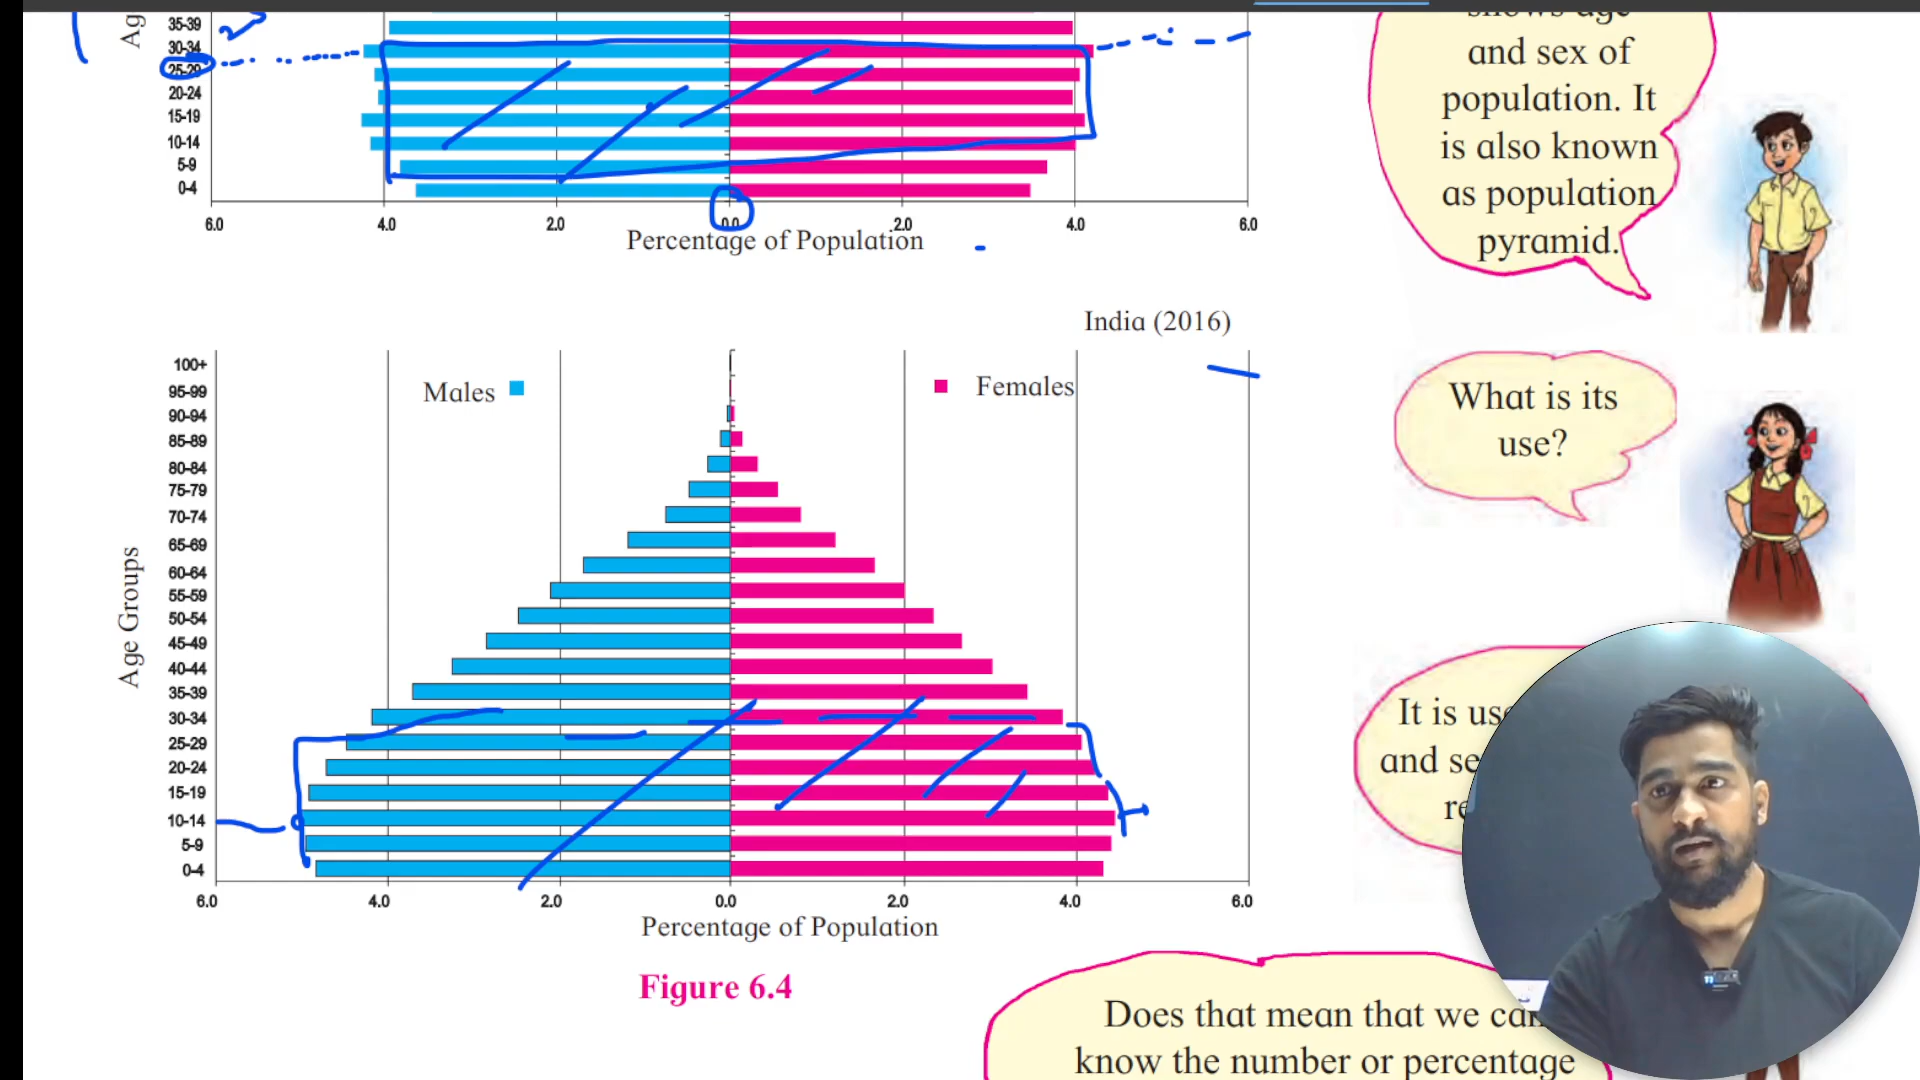 Ag
35-39
30-34
25-29
20-24
15-19
10-14
5-9
0-4
6.0 4.0 2.0 0.0 2.0 4.0 6.0
Percentage of Population
and sex of
population. It
is also known
as population
pyramid.
India (2016)
Males
Females
What is its
use?
Age Groups
100+
95-99
90-94
85-89
80-84
75-79
70-74
65-69
60-64
55-59
50-54
45-49
40-44
35-39
30-34
25-29
20-24
15-19
10-14
5-9
0-4
6.0 4.0 2.0 0.0 2.0 4.0 6.0
Percentage of Population
Figure 6.4
It is
and
Does that mean that we can
know the number or percentage